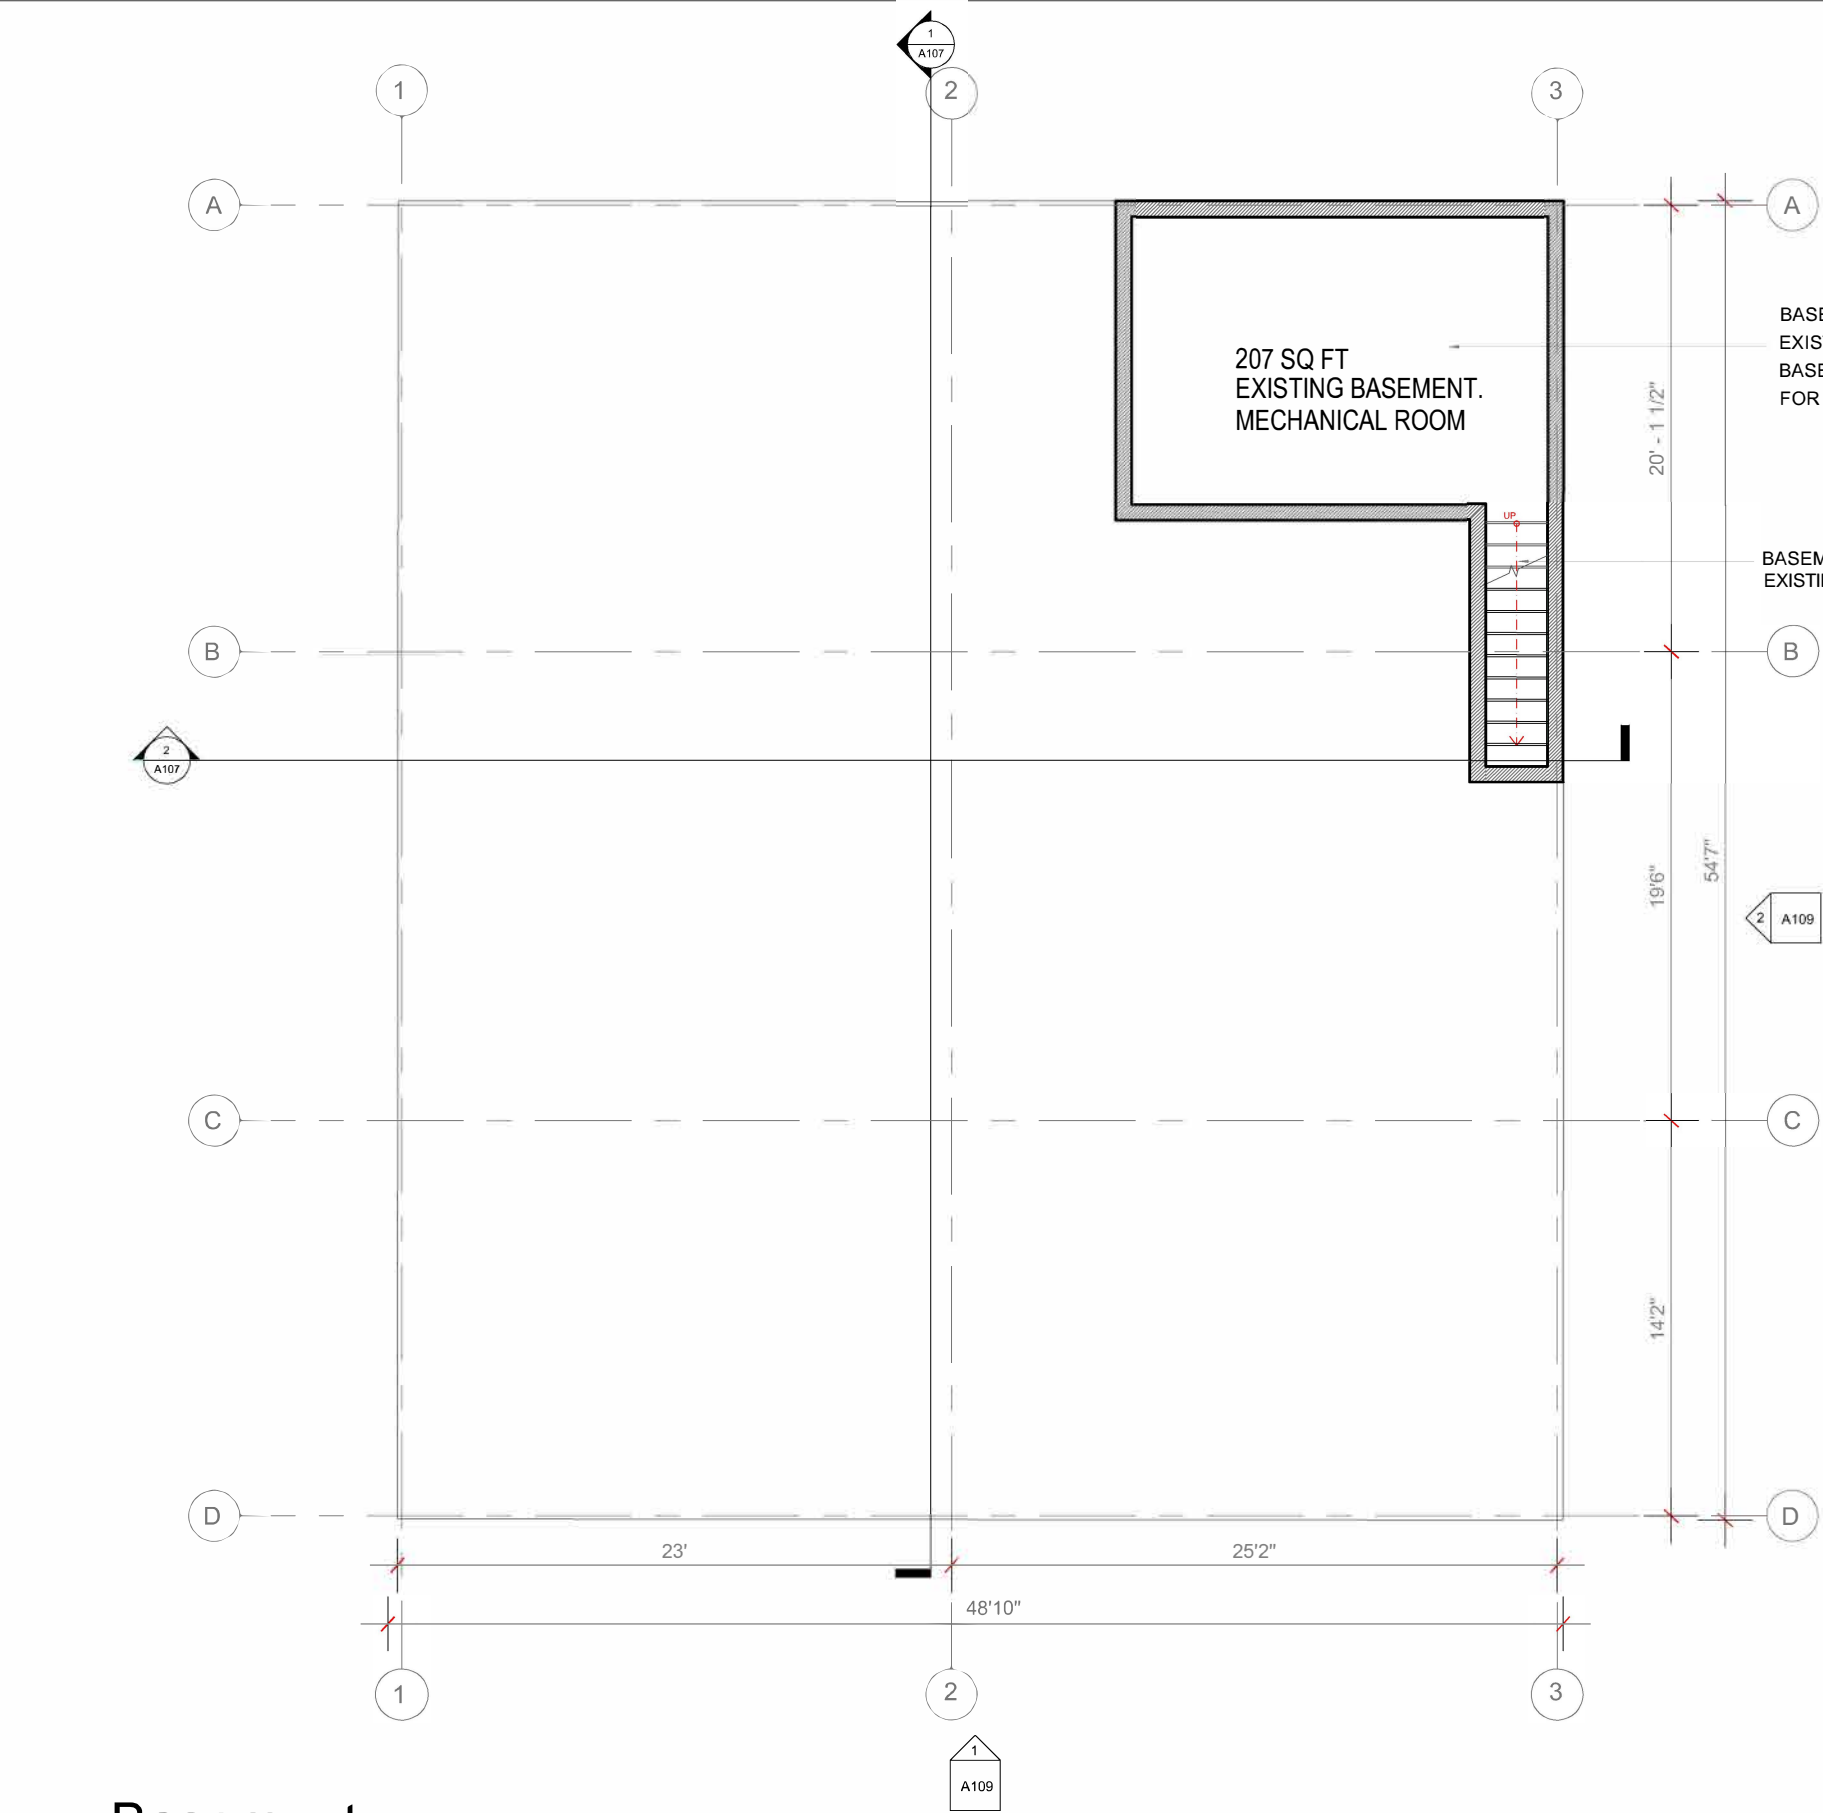 1
A107
1
2
3
A
A
207 SQ FT
EXISTING BASEMENT.
MECHANICAL ROOM
BASE
EXIS
BASE
FOR
20' - 1 1/2"
UP
BASEM
EXISTI
B
B
2
A107
19'6"
54'7"
2
A109
C
C
14'2"
D
D
23'
25'2"
48'10"
1
2
3
1
A109
Basement